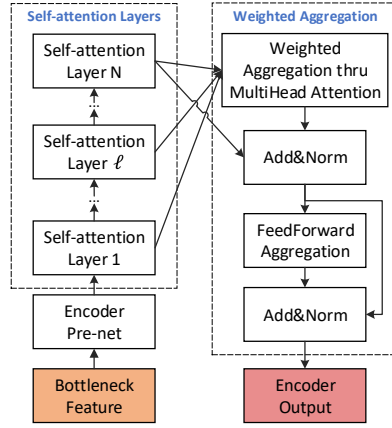 Self-attention Layers
Self-attention
Layer N
...
Self-attention
Layer ℓ
...
Self-attention
Layer 1
Encoder
Pre-net
Bottleneck
Feature
Weighted Aggregation
Weighted
Aggregation thru
MultiHead Attention
Add&Norm
FeedForward
Aggregation
Add&Norm
Encoder
Output